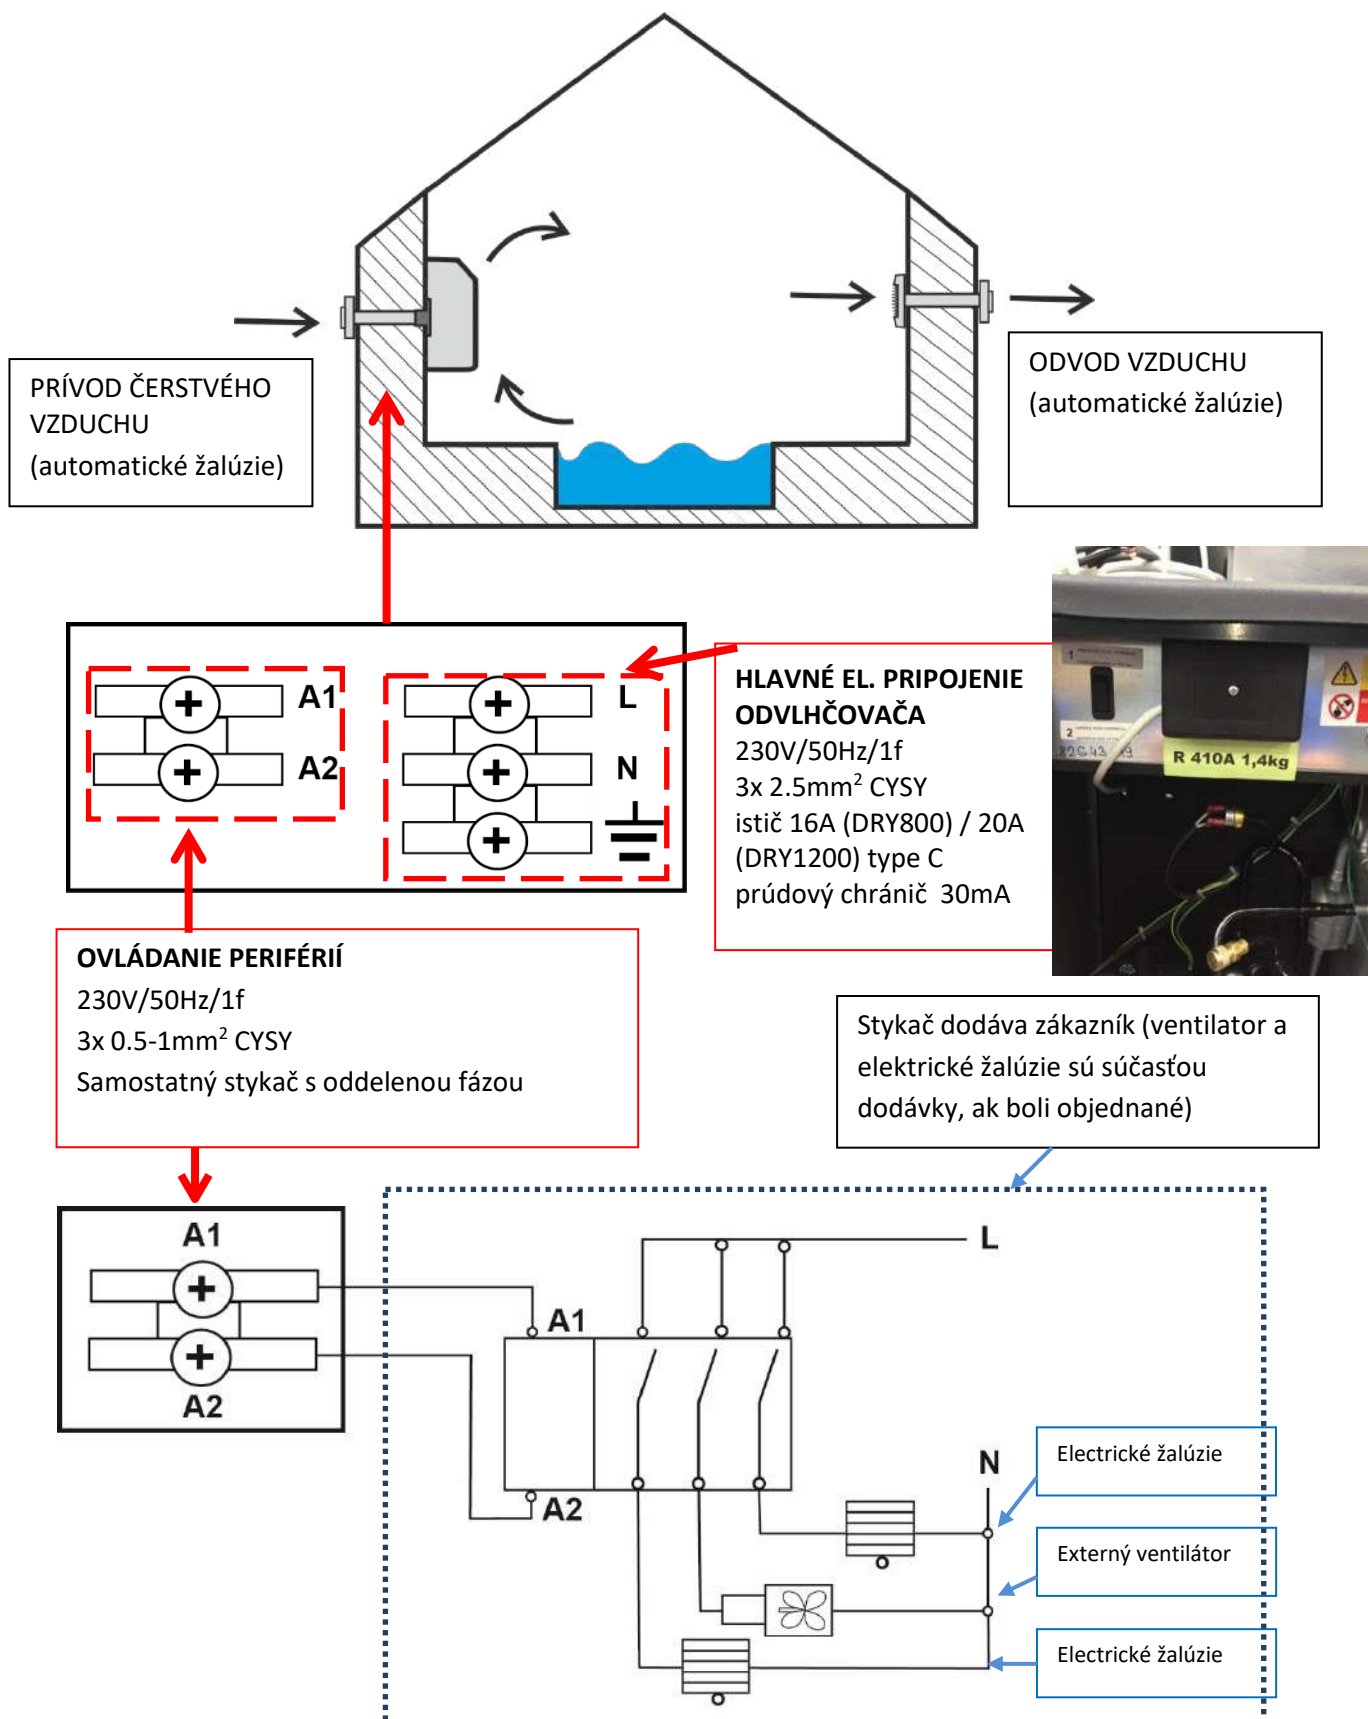 PRÍVOD ČERSTVÉHO
VZDUCHU
(automatické žalúzie)
ODVOD VZDUCHU
(automatické žalúzie)
A1
A2
L
N
HLAVNÉ EL. PRIPOJENIE
ODVLHČOVAČA
230V/50Hz/1f
3x 2.5mm² CYSY
istič 16A (DRY800) / 20A
(DRY1200) type C
prúdový chránič 30mA
1
2
R 410A 1,4kg
OVLÁDANIE PERIFÉRIÍ
230V/50Hz/1f
3x 0.5-1mm² CYSY
Samostatný stykač s oddelenou fázou
Stykač dodáva zákazník (ventilator a
elektrické žalúzie sú súčasťou
dodávky, ak boli objednané)
A1
A2
L
A1
A2
N
Electrické žalúzie
Externý ventilátor
Electrické žalúzie